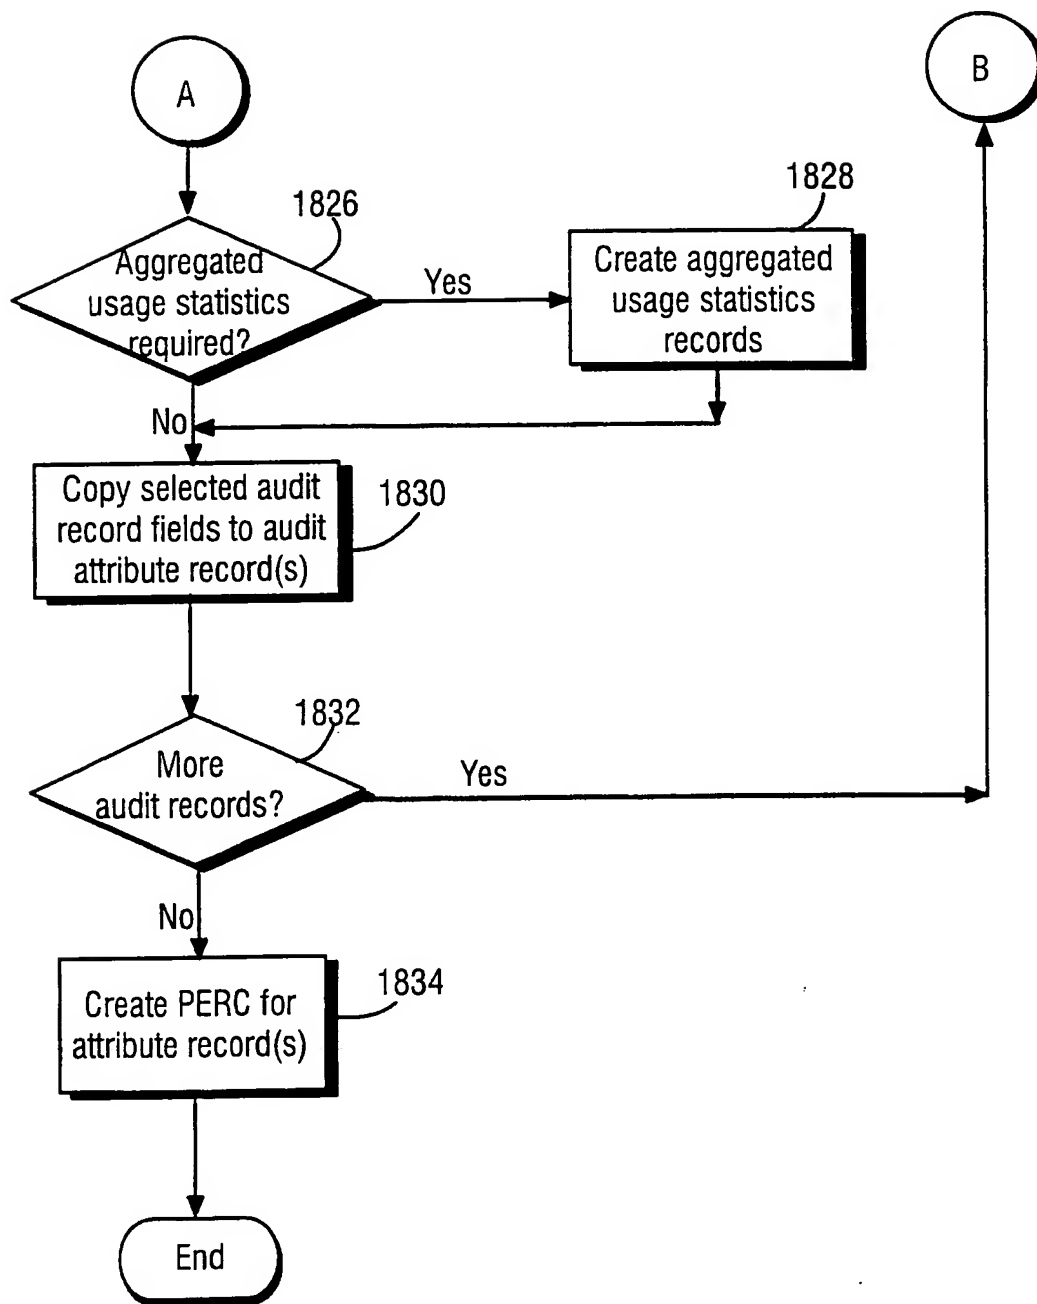 A
B
1826
1828
Aggregated
usage statistics
required?
Yes
Create aggregated
usage statistics
records
No
Copy selected audit
record fields to audit
attribute record(s)
1830
1832
More
audit records?
Yes
No
Create PERC for
attribute record(s)
1834
End